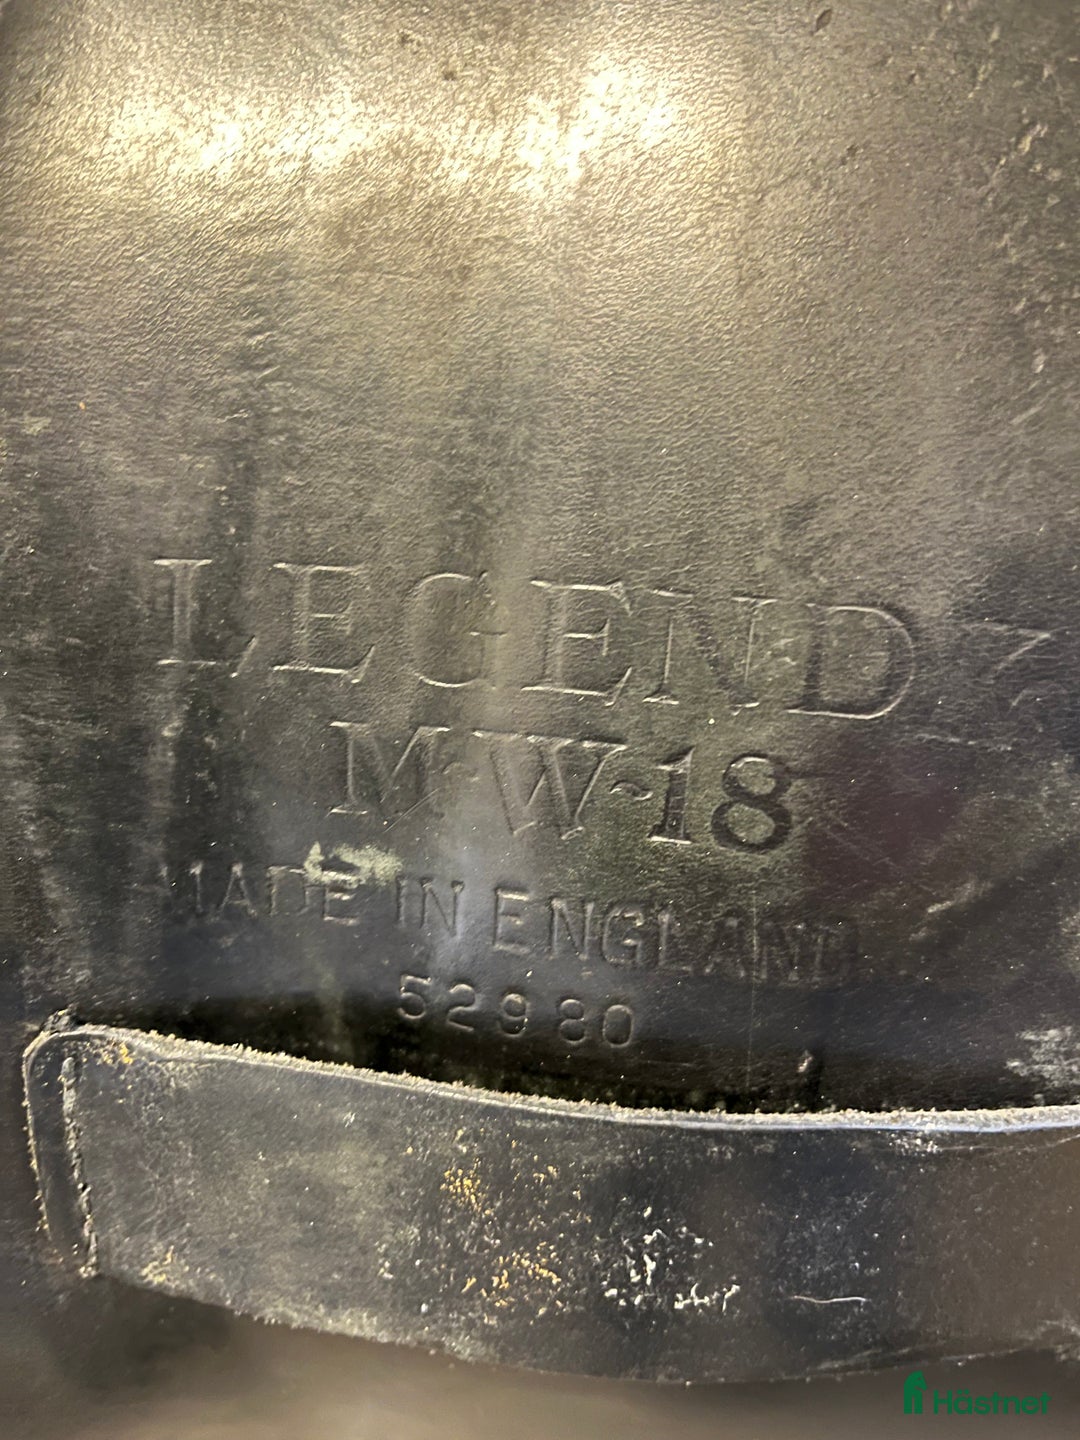 LEGEND
M-W-18
MADE IN ENGLAND
52980
Hästnet